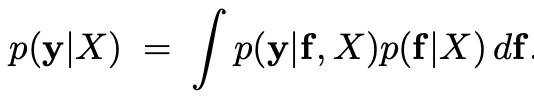 p(𝐲|X) = ∫ p(𝐲|𝐟, X)p(𝐟|X) d𝐟.